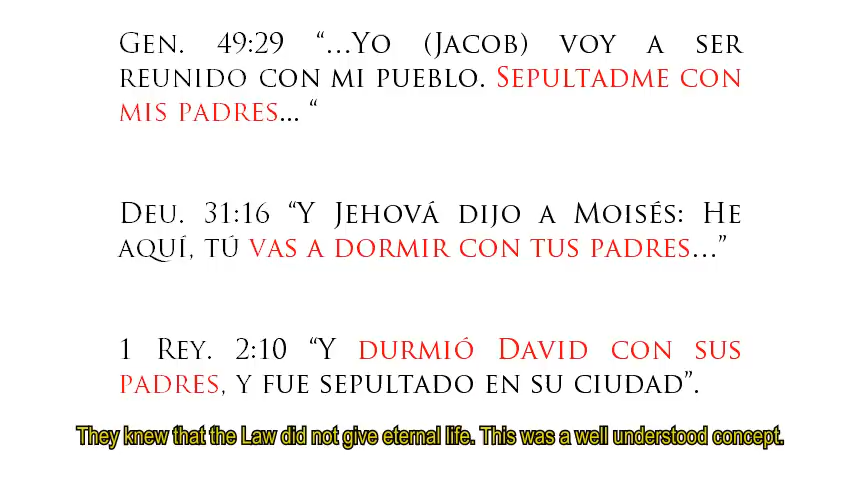 Gen. 49:29 “...Yo (Jacob) voy a ser
reunido con mi pueblo. Sepultadme con
mis padres... “
Deu. 31:16 “Y Jehová dijo a Moisés: He
aquí, tú vas a dormir con tus padres...”
1 Rey. 2:10 “Y durmió David con sus
padres, y fue sepultado en su ciudad”.
They knew that the Law did not give eternal life. This was a well understood concept.